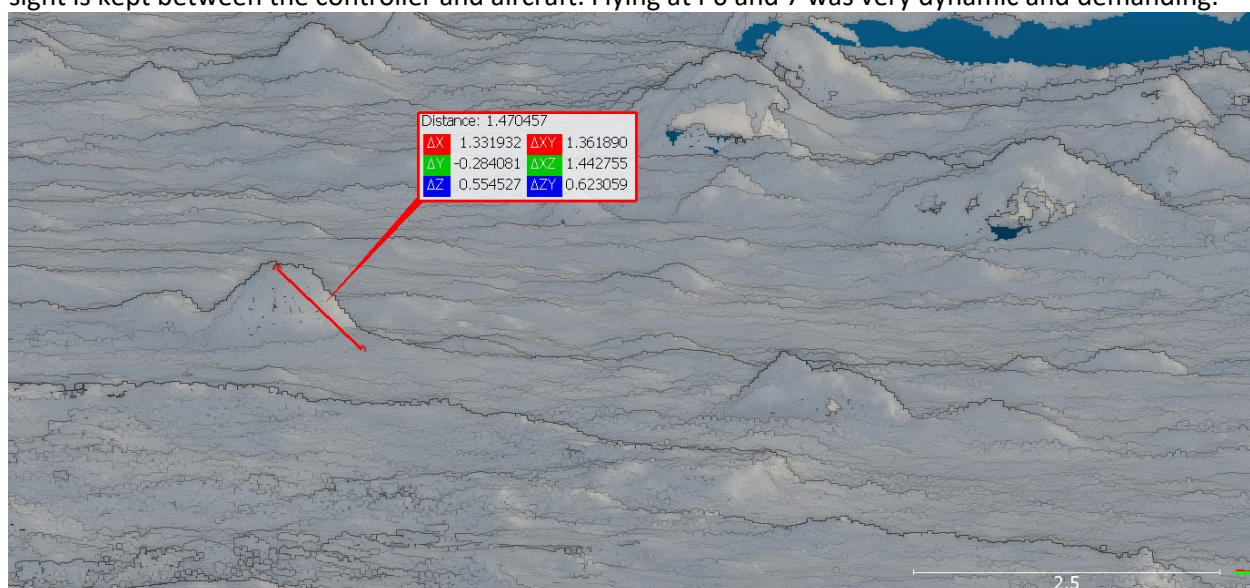 sight is kept between the controller and aircraft. Flying at F6 and 7 was very dynamic and demanding.
Distance: 1.470457
ΔX 1.331932 ΔXY 1.361890
ΔY -0.284081 ΔXZ 1.442755
ΔZ 0.554527 ΔZY 0.623059
2.5